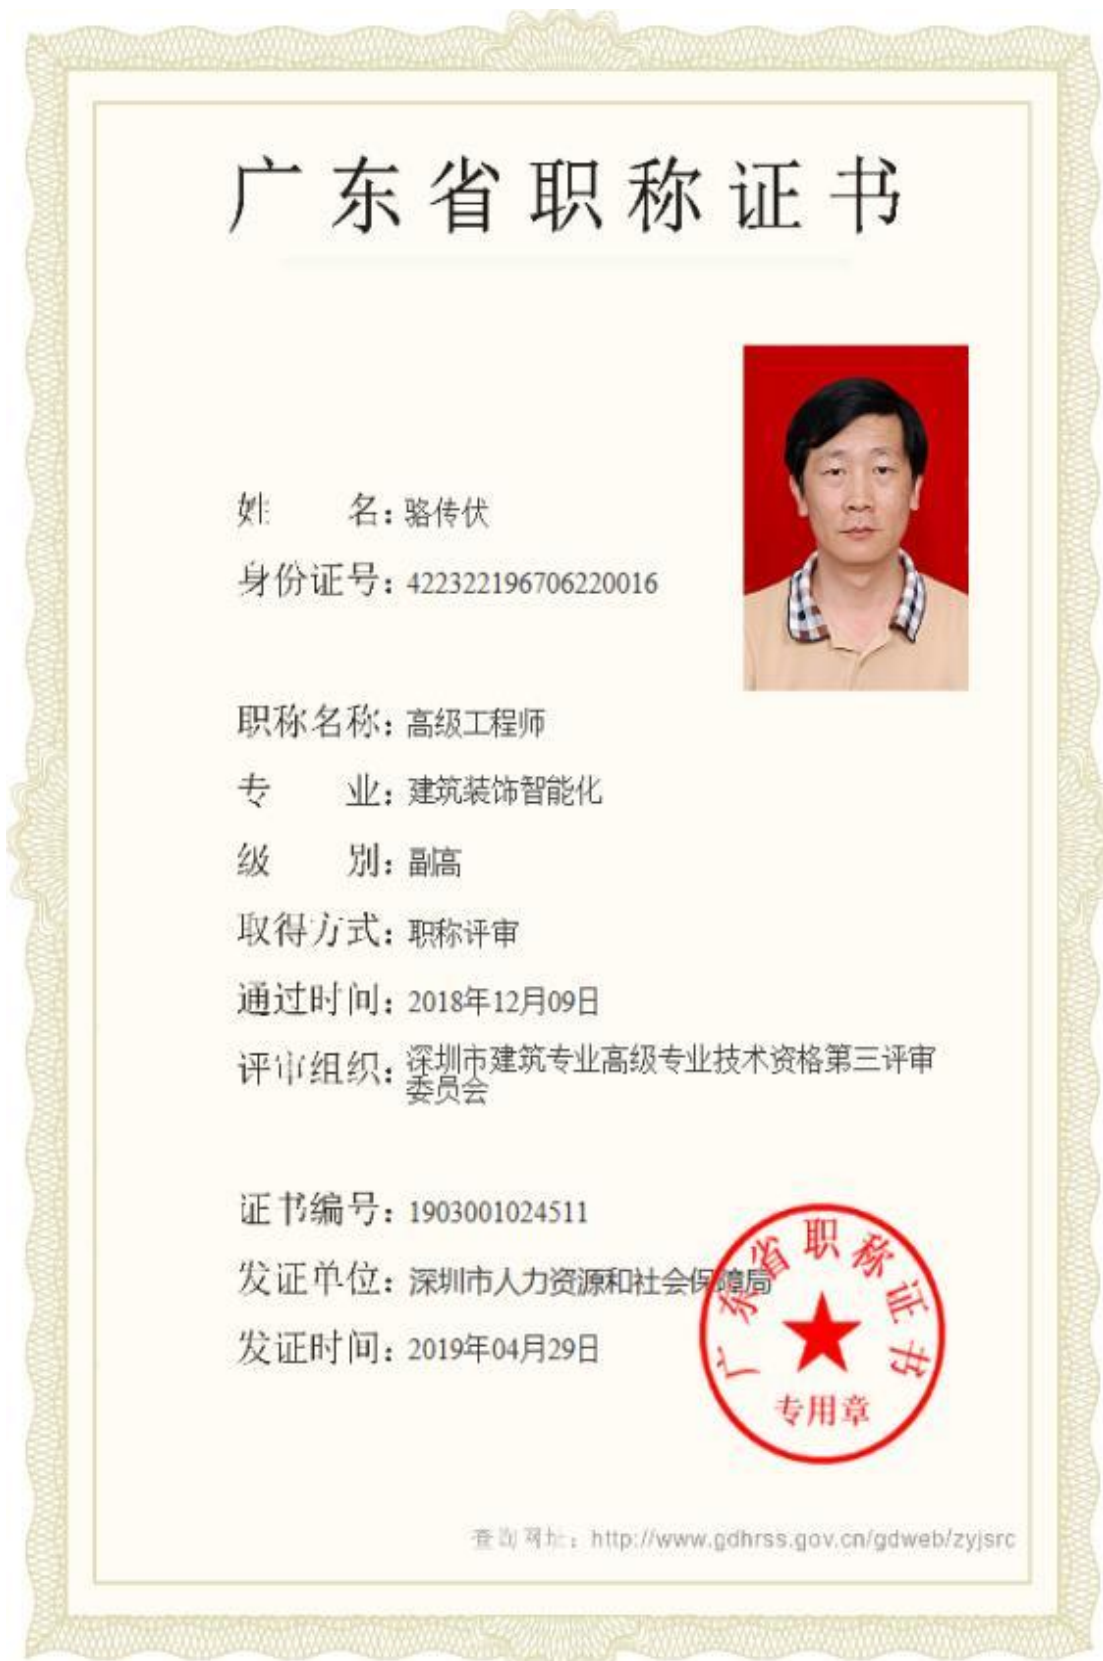 广东省职称证书
姓 名：骆传伏
身份证号：422322196706220016
职称名称：高级工程师
专 业：建筑装饰智能化
级 别：副高
取得方式：职称评审
通过时间：2018年12月09日
评审组织：深圳市建筑专业高级专业技术资格第三评审
委员会
证书编号：1903001024511
发证单位：深圳市人力资源和社会保障局
发证时间：2019年04月29日
广东省职称证书
专用章
查询网址：http://www.gdhrss.gov.cn/gdweb/zyjsrc